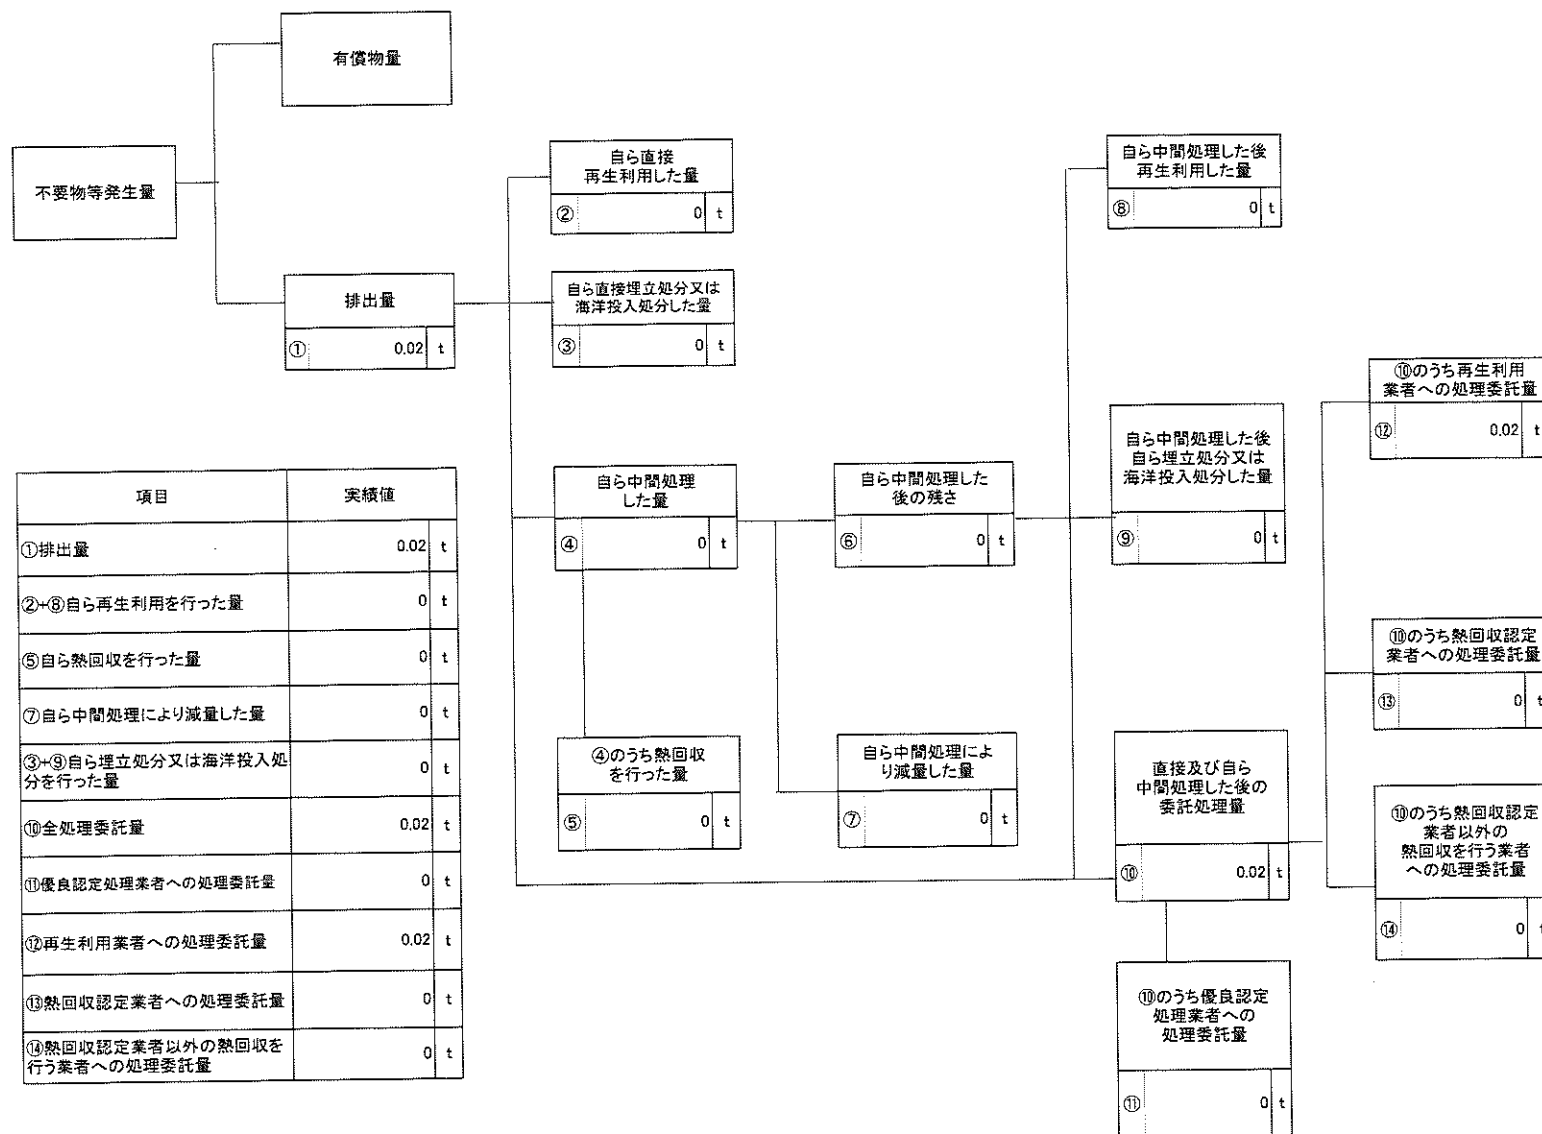 有償物量
不要物等発生量
排出量
① 0.02 t
自ら直接
再生利用した量
② 0 t
自ら直接埋立処分又は
海洋投入処分した量
③ 0 t
自ら中間処理
した量
④ 0 t
④のうち熱回収
を行った量
⑤ 0 t
自ら中間処理した
後の残さ
⑥ 0 t
自ら中間処理によ
り減量した量
⑦ 0 t
自ら中間処理した後
再生利用した量
⑧ 0 t
自ら中間処理した後
自ら埋立処分又は
海洋投入処分した量
⑨ 0 t
直接及び自ら
中間処理した後の
委託処理量
⑩ 0.02 t
⑩のうち優良認定
処理業者への
処理委託量
⑪ 0 t
⑩のうち再生利用
業者への処理委託量
⑫ 0.02 t
⑩のうち熱回収認定
業者への処理委託量
⑬ 0 t
⑩のうち熱回収認定
業者以外の
熱回収を行う業者
への処理委託量
⑭ 0 t
項目 実績値
①排出量 0.02 t
②+⑧自ら再生利用を行った量 0 t
⑤自ら熱回収を行った量 0 t
⑦自ら中間処理により減量した量 0 t
③+⑨自ら埋立処分又は海洋投入処
分を行った量 0 t
⑩全処理委託量 0.02 t
⑪優良認定処理業者への処理委託量 0 t
⑫再生利用業者への処理委託量 0.02 t
⑬熱回収認定業者への処理委託量 0 t
⑭熱回収認定業者以外の熱回収を
行う業者への処理委託量 0 t